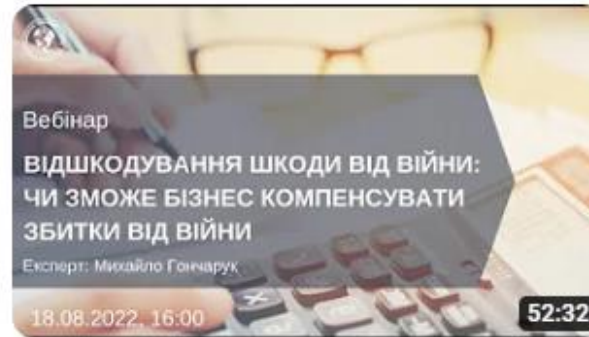 Вебінар
ВІДШКОДУВАННЯ ШКОДИ ВІД ВІЙНИ:
ЧИ ЗМОЖЕ БІЗНЕС КОМПЕНСУВАТИ
ЗБИТКИ ВІД ВІЙНИ
Експерт: Михайло Гончарук
18.08.2022, 16:00
52:32